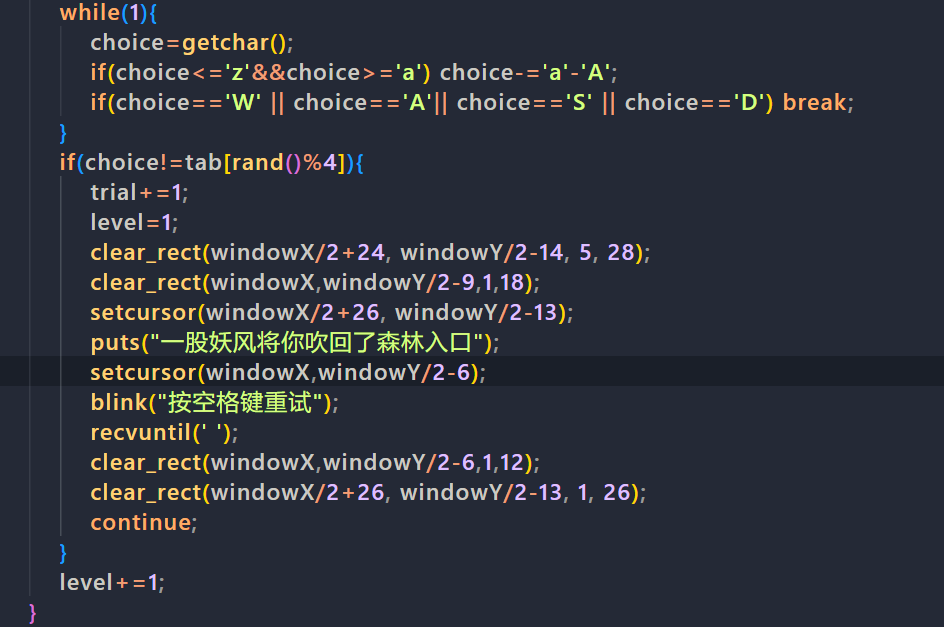 while(1){
choice=getchar();
if(choice<='z'&&choice>='a') choice-='a'-'A';
if(choice=='W' || choice=='A'|| choice=='S' || choice=='D') break;
}
if(choice!=tab[rand()%4]){
trial+=1;
level=1;
clear_rect(windowX/2+24, windowY/2-14, 5, 28);
clear_rect(windowX,windowY/2-9,1,18);
setcursor(windowX/2+26, windowY/2-13);
puts("一股妖风将你吹回了森林入口");
setcursor(windowX,windowY/2-6);
blink("按空格键重试");
recvuntil(' ');
clear_rect(windowX,windowY/2-6,1,12);
clear_rect(windowX/2+26, windowY/2-13, 1, 26);
continue;
}
level+=1;
}